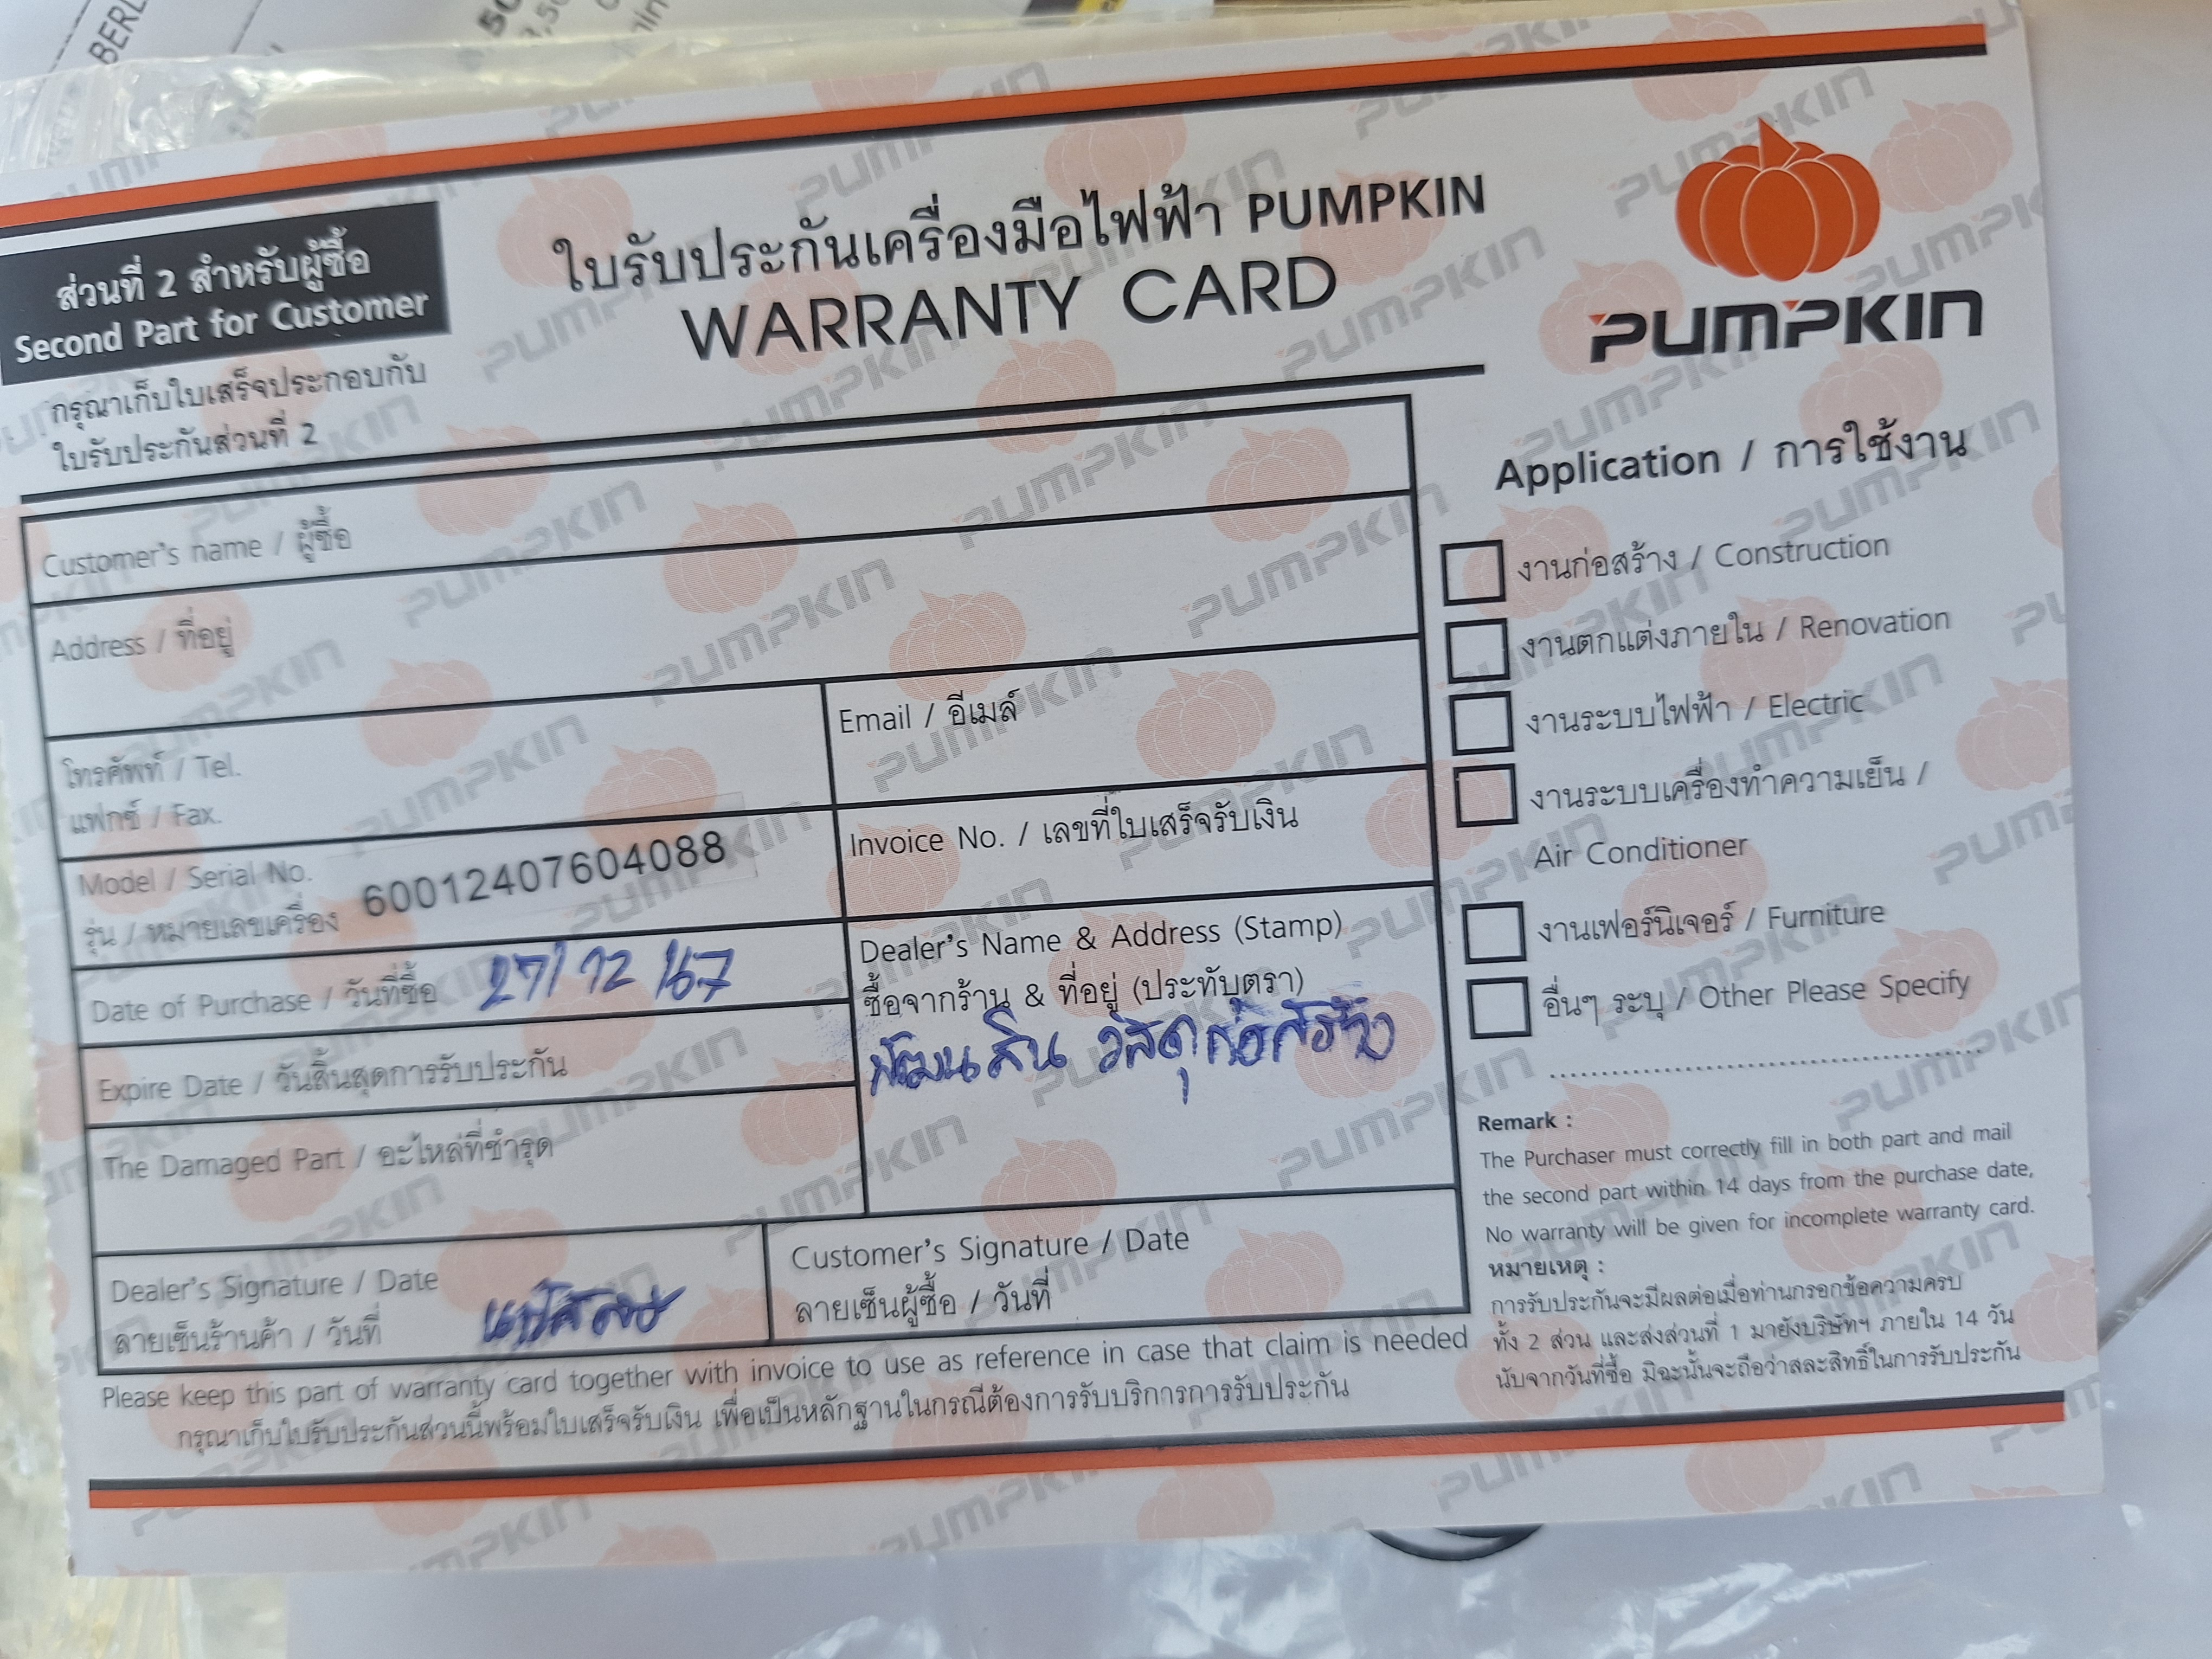 ส่วนที่ 2 สำหรับผู้ซื้อ
Second Part for Customer
กรุณาเก็บใบเสร็จประกอบกับ
ใบรับประกันส่วนที่ 2
ใบรับประกันเครื่องมือไฟฟ้า PUMPKIN
WARRANTY CARD
PUMPKIN
Customer's name / ผู้ซื้อ
Address / ที่อยู่
โทรศัพท์ / Tel.
แฟกซ์ / Fax.
Email / อีเมล์
Model / Serial No.
รุ่น / หมายเลขเครื่อง
60012407604088
Invoice No. / เลขที่ใบเสร็จรับเงิน
Date of Purchase / วันที่ซื้อ 27/12/67
Expire Date / วันสิ้นสุดการรับประกัน
The Damaged Part / อะไหล่ที่ชำรุด
Dealer's Name & Address (Stamp)
ซื้อจากร้าน & ที่อยู่ (ประทับตรา)
พัฒนสิน วัสดุก่อสร้าง
Dealer's Signature / Date
ลายเซ็นร้านค้า / วันที่
Customer's Signature / Date
ลายเซ็นผู้ซื้อ / วันที่
Please keep this part of warranty card together with invoice to use as reference in case that claim is needed
กรุณาเก็บใบรับประกันส่วนนี้พร้อมใบเสร็จรับเงิน เพื่อเป็นหลักฐานในกรณีต้องการรับบริการการรับประกัน
Application / การใช้งาน
งานก่อสร้าง / Construction
งานตกแต่งภายใน / Renovation
งานระบบไฟฟ้า / Electric
งานระบบเครื่องทำความเย็น /
Air Conditioner
งานเฟอร์นิเจอร์ / Furniture
อื่นๆ ระบุ / Other Please Specify
Remark :
The Purchaser must correctly fill in both part and mail
the second part within 14 days from the purchase date,
No warranty will be given for incomplete warranty card.
หมายเหตุ :
การรับประกันจะมีผลต่อเมื่อท่านกรอกข้อความครบ
ทั้ง 2 ส่วน และส่งส่วนที่ 1 มายังบริษัทฯ ภายใน 14 วัน
นับจากวันที่ซื้อ มิฉะนั้นจะถือว่าสละสิทธิ์ในการรับประกัน